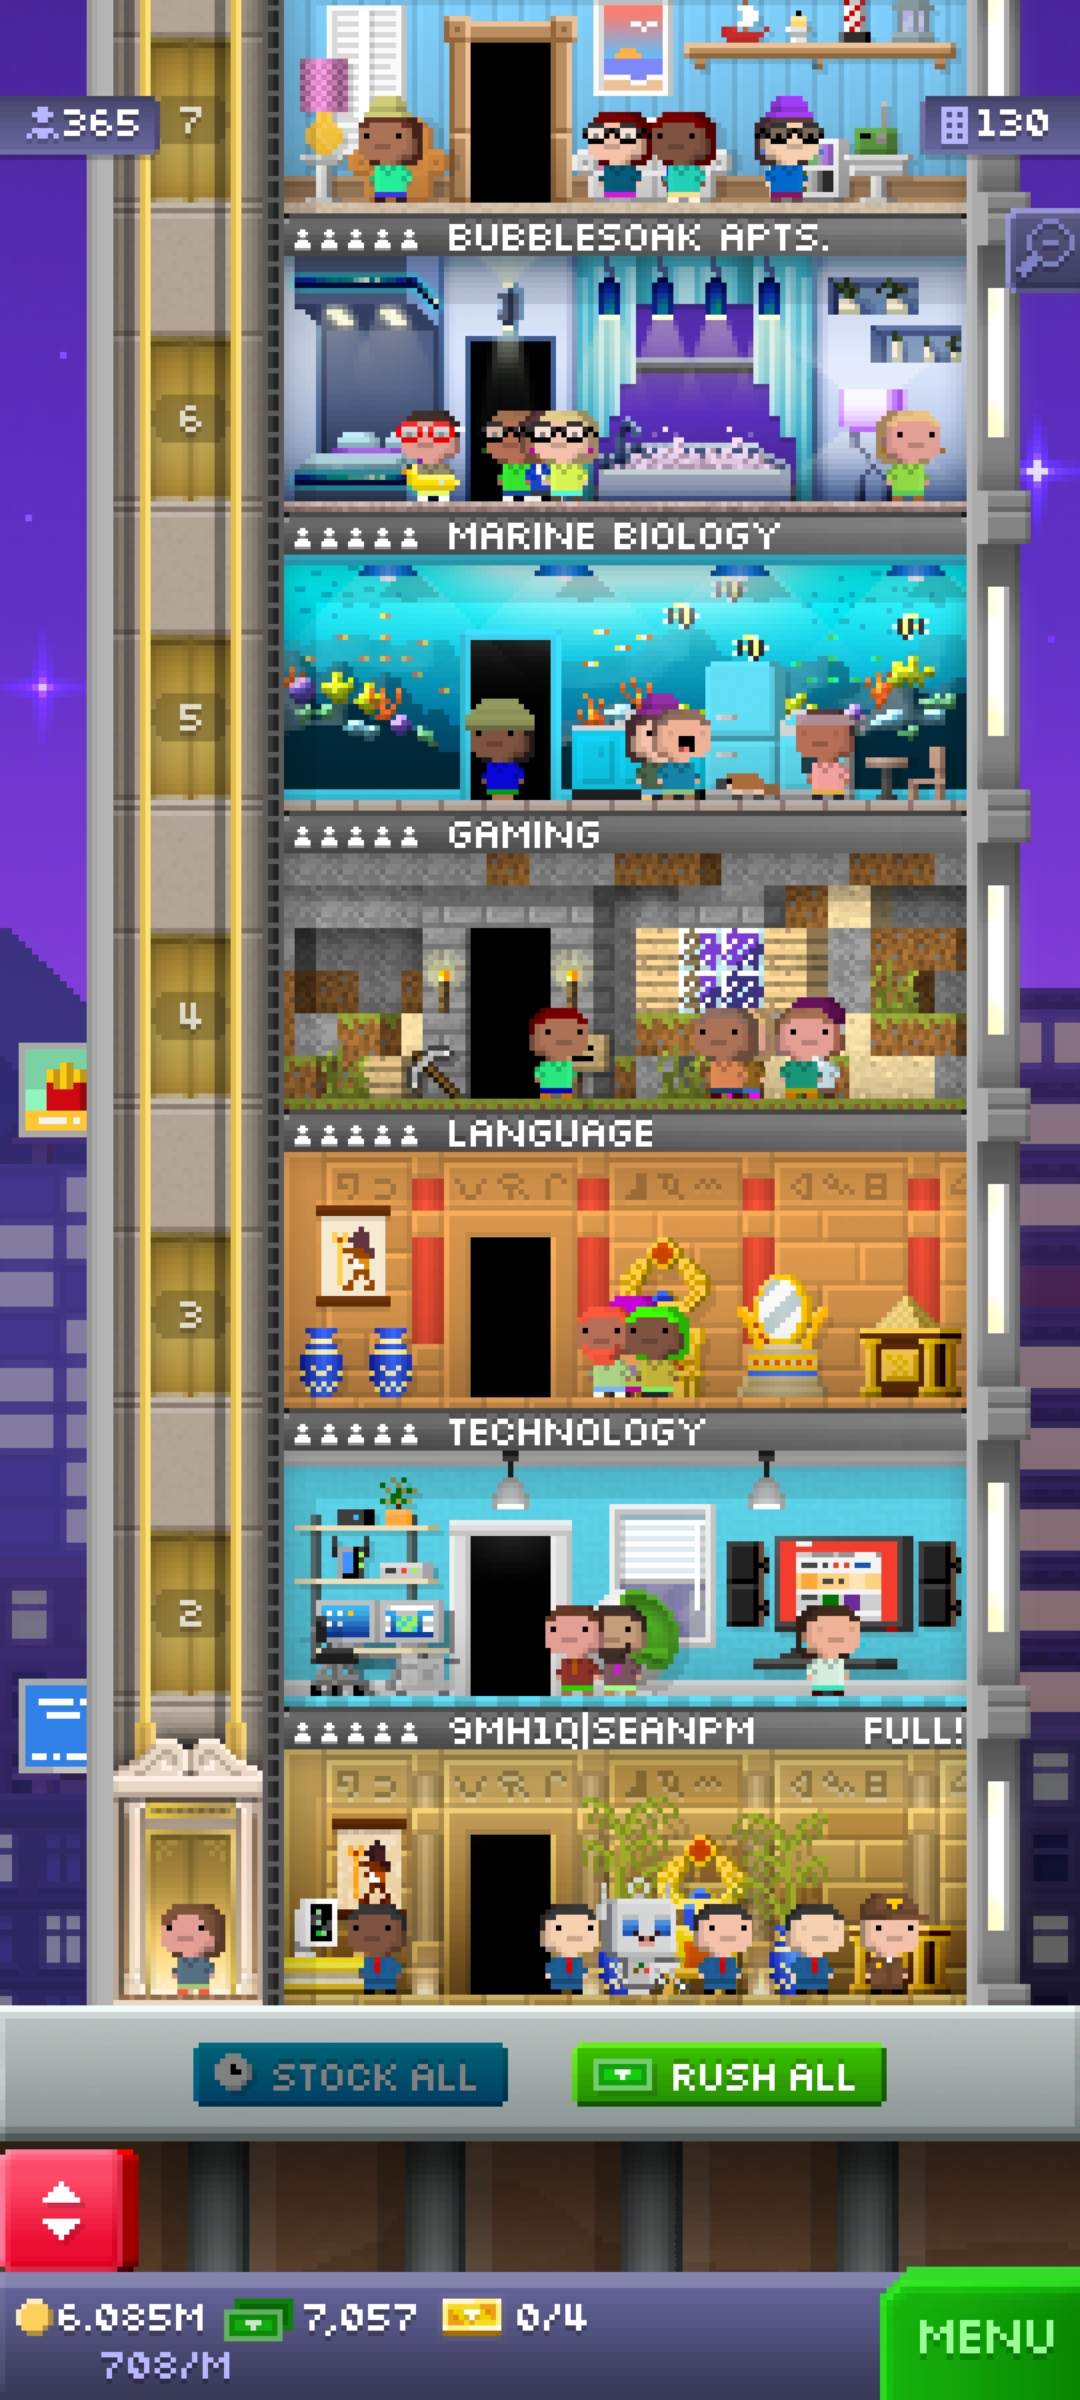 365
7
130
BUBBLESOAK APTS.
6
MARINE BIOLOGY
5
GAMING
4
LANGUAGE
3
TECHNOLOGY
2
9MH1Q|SEANPM FULL!
STOCK ALL
RUSH ALL
6.085M 7,057 0/4
708/M
MENU